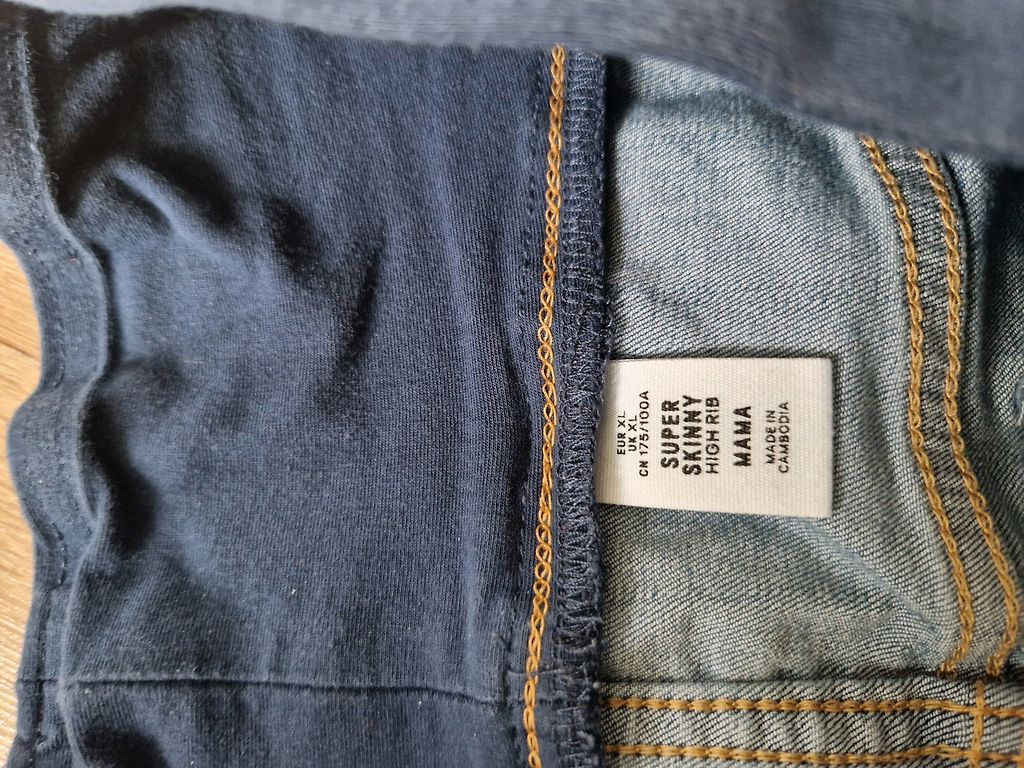 EUR XL
UK XL
CN 175/100A
SUPER
SKINNY
HIGH RIB
MAMA
MADE IN
CAMBODIA